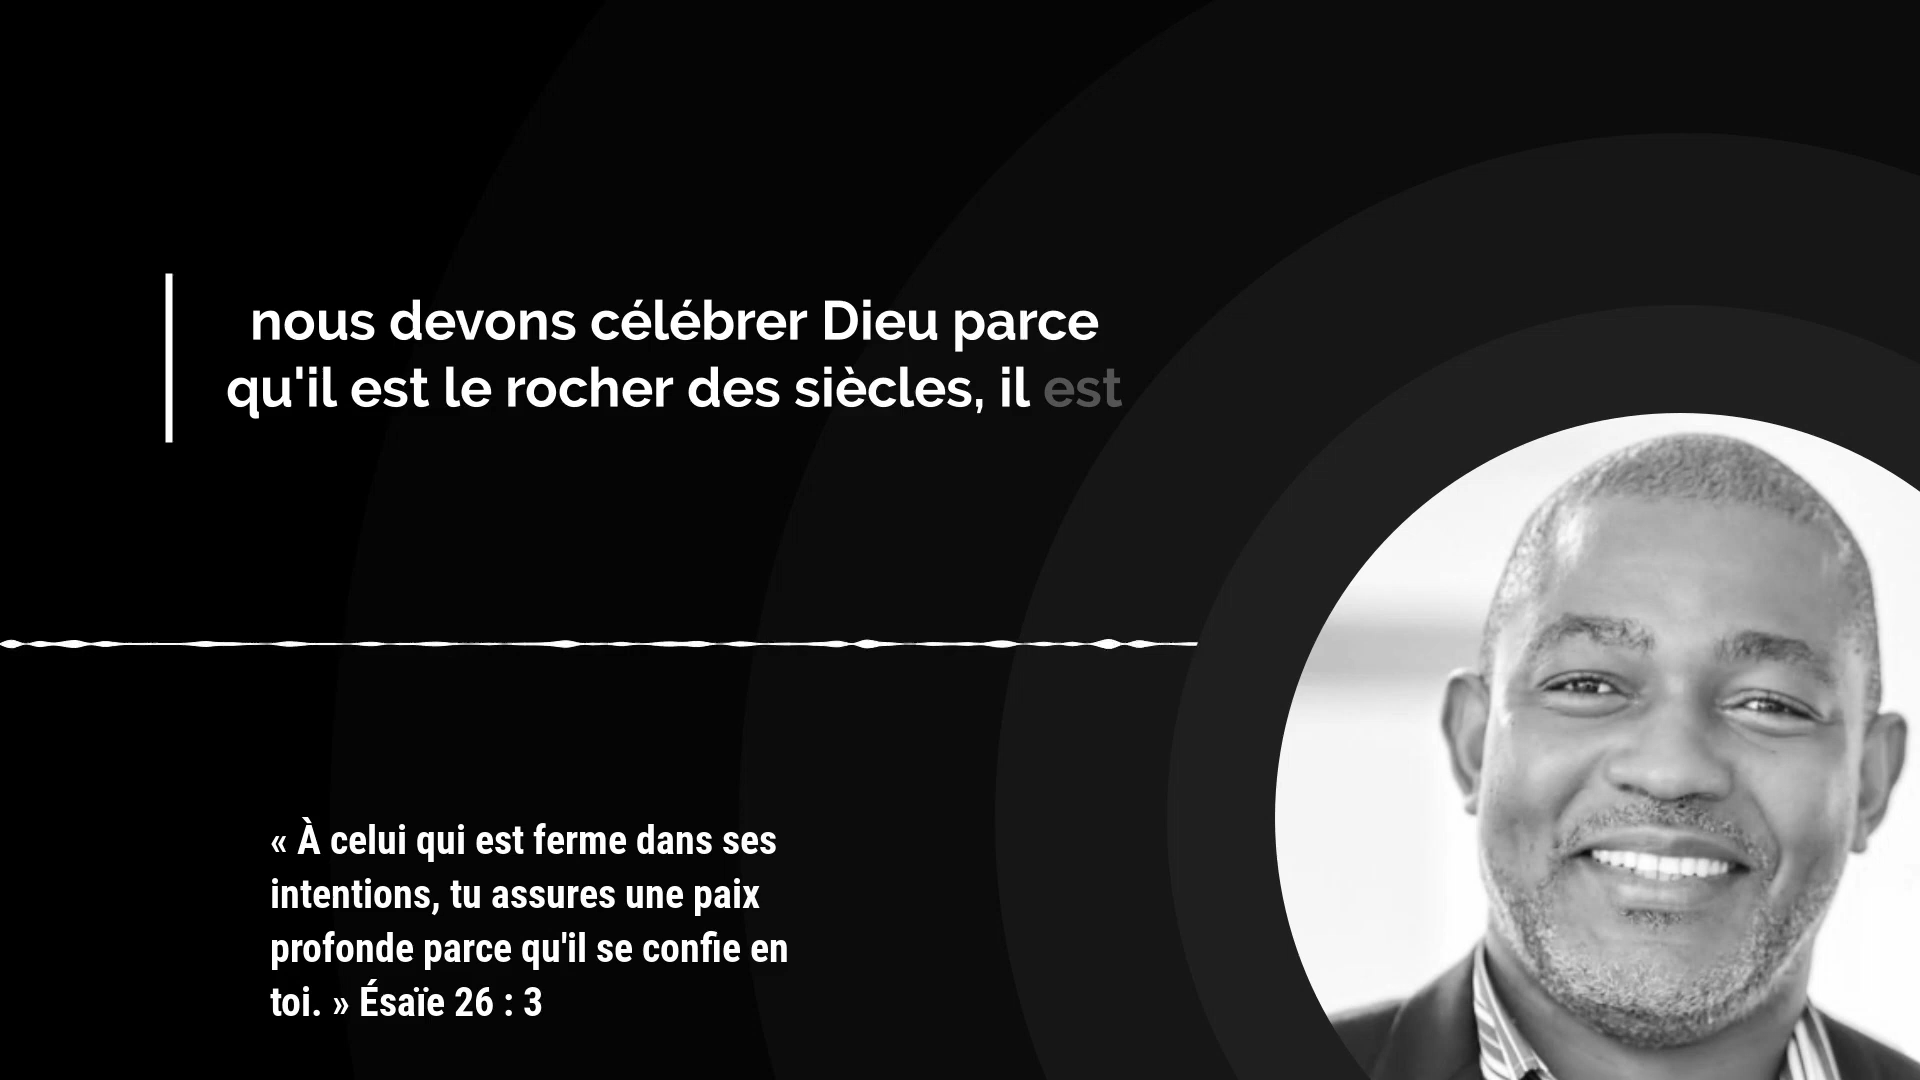 nous devons célébrer Dieu parce
qu'il est le rocher des siècles, il est
« À celui qui est ferme dans ses
intentions, tu assures une paix
profonde parce qu'il se confie en
toi. » Ésaïe 26 : 3